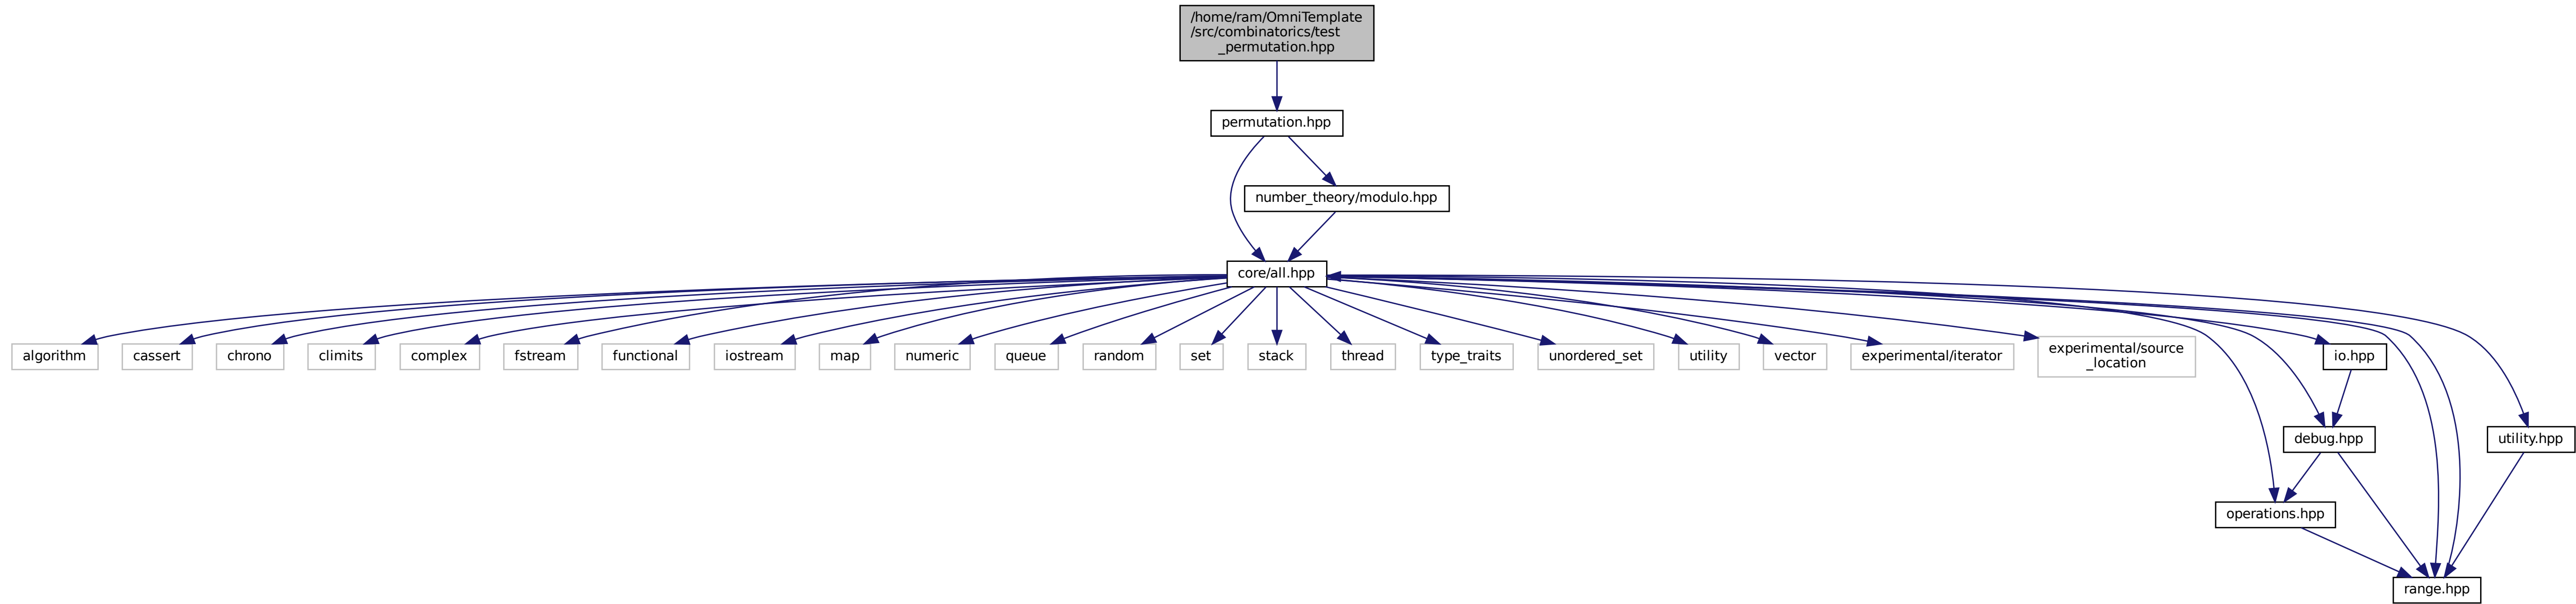 /home/ram/OmniTemplate
/src/combinatorics/test
_permutation.hpp
permutation.hpp
number_theory/modulo.hpp
core/all.hpp
algorithm
cassert
chrono
climits
complex
fstream
functional
iostream
map
numeric
queue
random
set
stack
thread
type_traits
unordered_set
utility
vector
experimental/iterator
experimental/source
_location
io.hpp
debug.hpp
utility.hpp
operations.hpp
range.hpp